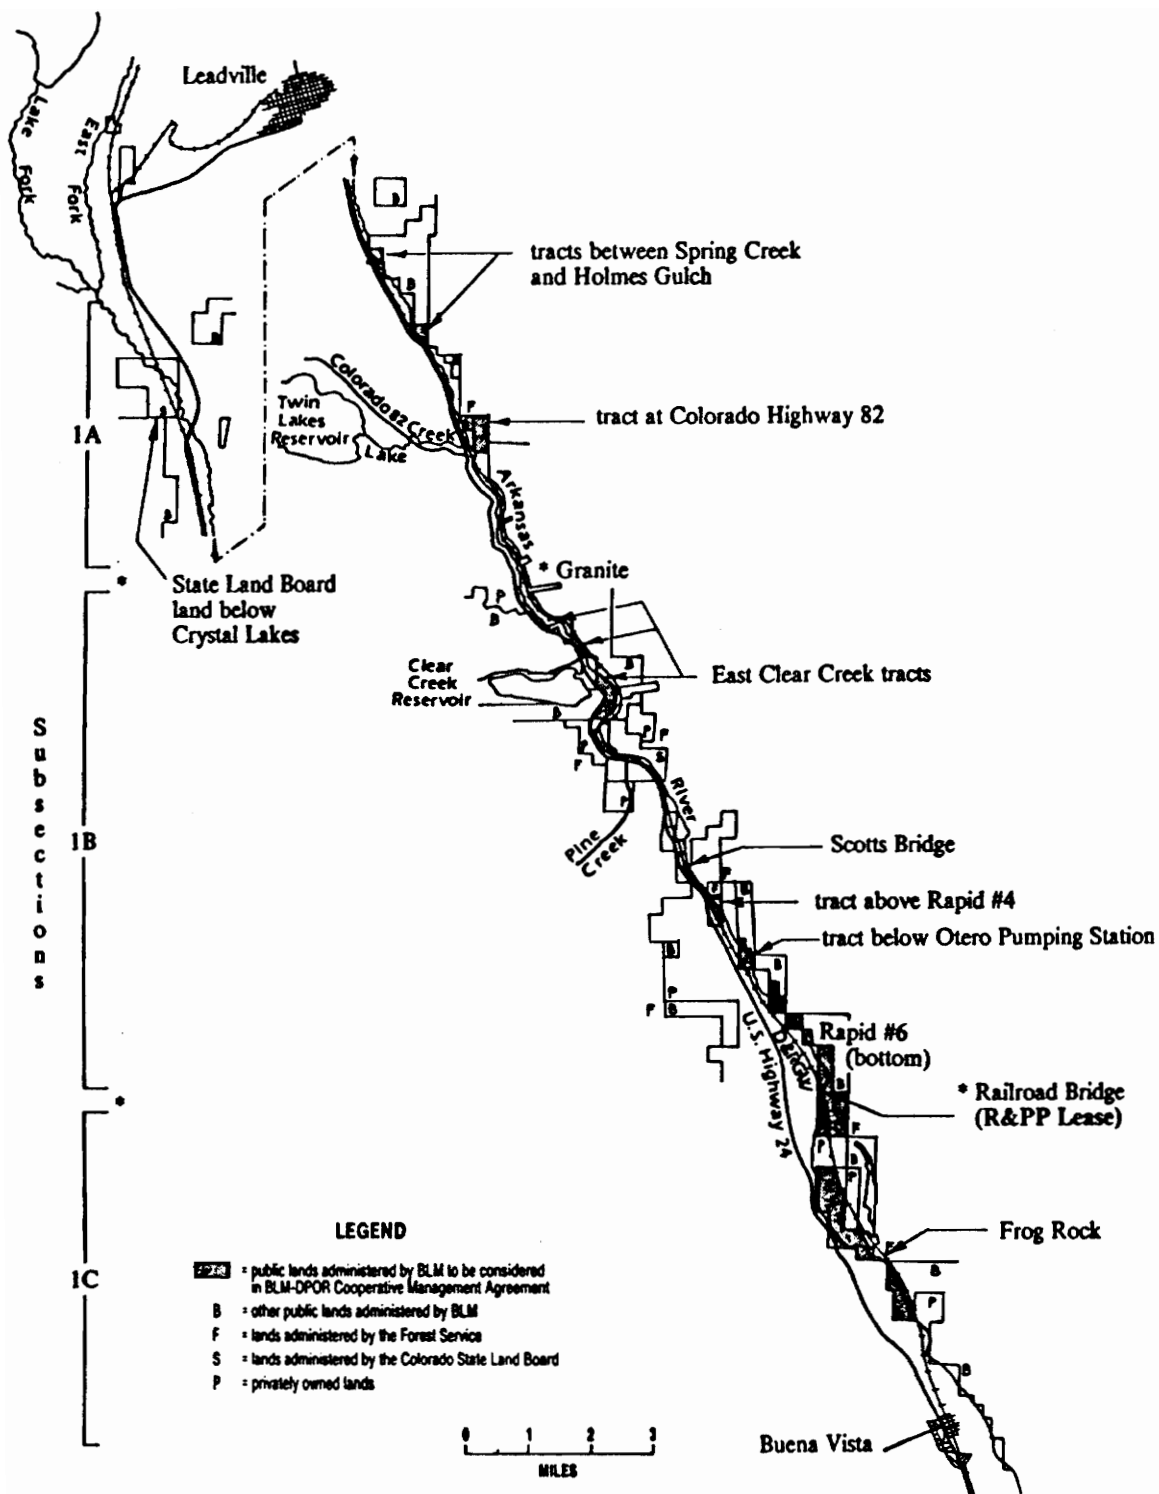 Leadville
Lake
Fork
East
Fork
B
tracts between Spring Creek
and Holmes Gulch
B
B
Colorado 82
Creek
Twin
Lakes
Reservoir
Lake
F
tract at Colorado Highway 82
1A
S
B
Arkansas
* Granite
*
State Land Board
land below
Crystal Lakes
P
B
Clear
Creek
Reservoir
B
East Clear Creek tracts
B
P
F
P
F
S
P
River
Pine
Creek
Subsections
1B
Scotts Bridge
F
F
B
tract above Rapid #4
tract below Otero Pumping Station
B
B
P
F
B
U.S. Highway 24
D&RGW
Rapid #6
(bottom)
B
*
* Railroad Bridge
(R&PP Lease)
F
P
B
P
Frog Rock
F
B
P
1C
LEGEND
= public lands administered by BLM to be considered
in BLM-DPOR Cooperative Management Agreement
B = other public lands administered by BLM
F = lands administered by the Forest Service
S = lands administered by the Colorado State Land Board
P = privately owned lands
B
0 1 2 3
MILES
Buena Vista